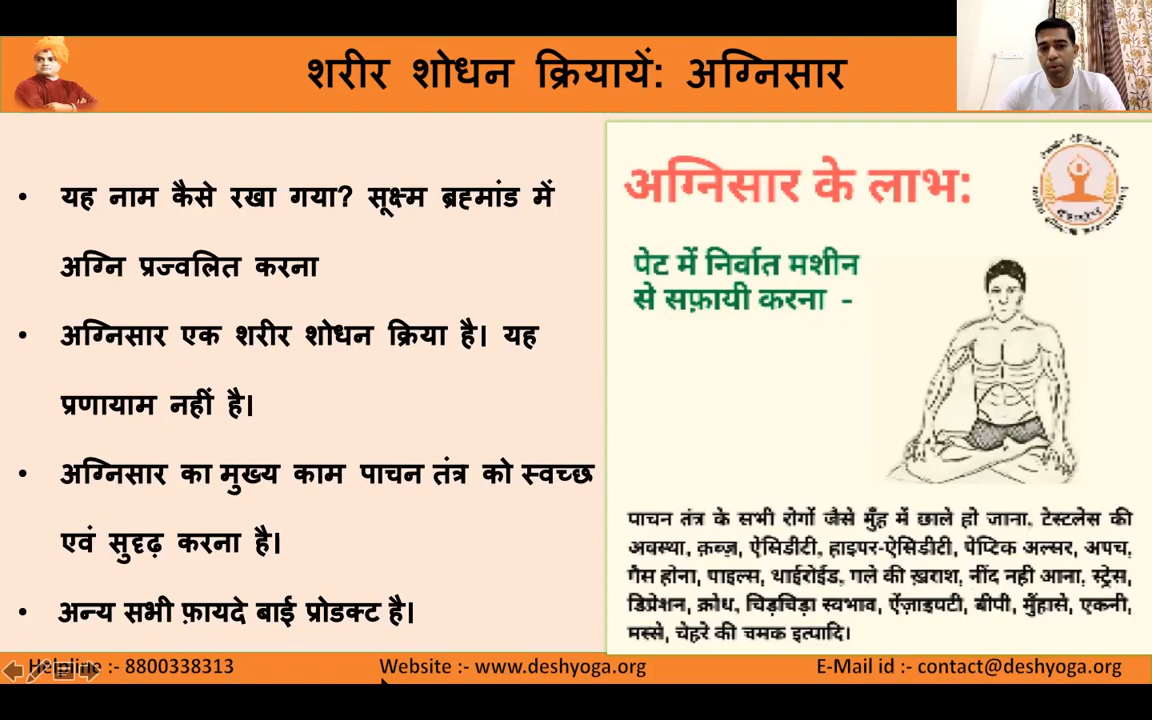 शरीर शोधन क्रियायें: अग्निसार
• यह नाम कैसे रखा गया? सूक्ष्म ब्रह्मांड में
अग्नि प्रज्वलित करना
• अग्निसार एक शरीर शोधन क्रिया है। यह
प्रणायाम नहीं है।
• अग्निसार का मुख्य काम पाचन तंत्र को स्वच्छ
एवं सुदृढ़ करना है।
• अन्य सभी फ़ायदे बाई प्रोडक्ट है।
अग्निसार के लाभ:
पेट में निर्वात मशीन
से सफ़ायी करना -
पाचन तंत्र के सभी रोगों जैसे मुँह में छाले हो जाना, टेस्टलेस की
अवस्था, क़ब्ज़, ऐसिडीटी, हाइपर-ऐसिडीटी, पेप्टिक अल्सर, अपच,
गैस होना, पाइल्स, थाईरोईड, गले की ख़राश, नींद नही आना, स्ट्रेस,
डिप्रेशन, क्रोध, चिड़चिड़ा स्वभाव, ऐंज़ाइयटी, बीपी, मुँहासे, एकनी,
मस्से, चेहरे की चमक इत्यादि।
Helpline :- 8800338313
Website :- www.deshyoga.org
E-Mail id :- contact@deshyoga.org